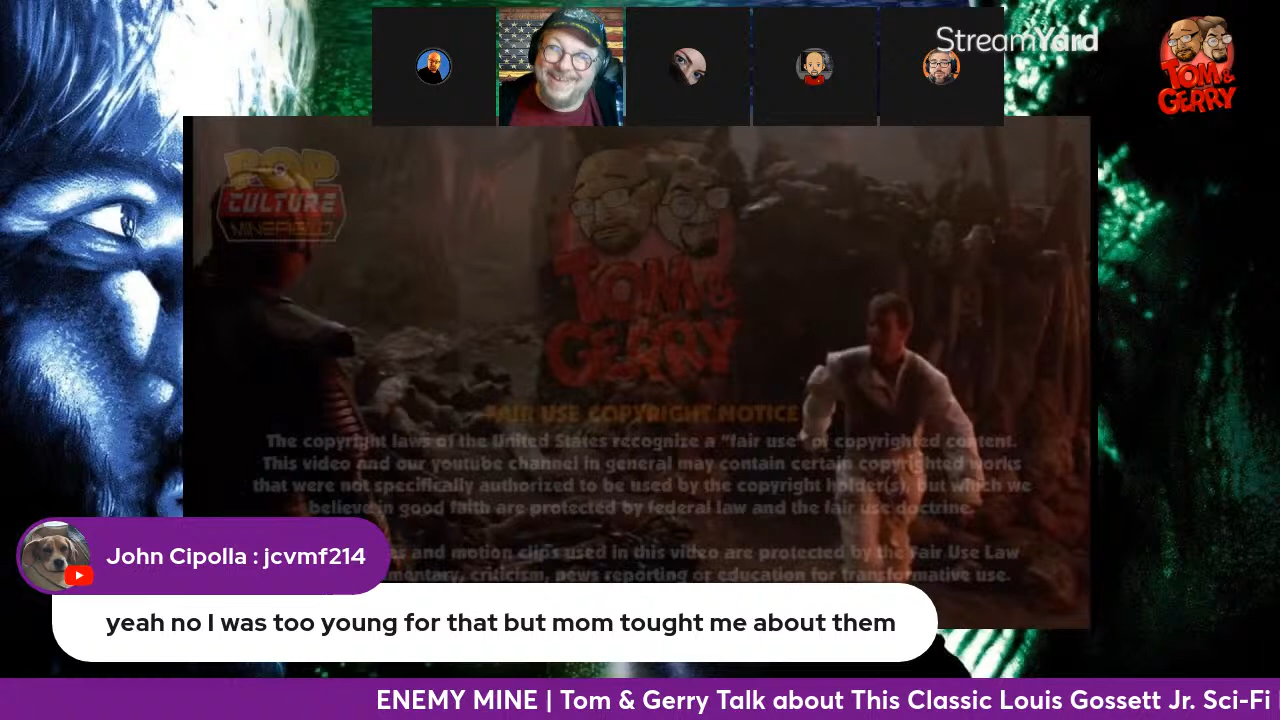 StreamYard
TOM &
GERRY
POP
CULTURE
MINEFIELD
TOM &
GERRY
FAIR USE COPYRIGHT NOTICE
The copyright laws of the United States recognize a "fair use" of copyrighted content.
This video and our youtube channel in general may contain certain copyrighted works
that were not specifically authorized to be used by the copyright holder(s), but which we
believe in good faith are protected by federal law and the fair use doctrine.
and motion clips used in this video are protected by the Fair Use Law
criticism, news reporting or education for transformative use.
John Cipolla : jcvmf214
yeah no I was too young for that but mom tought me about them
ENEMY MINE | Tom & Gerry Talk about This Classic Louis Gossett Jr. Sci-Fi